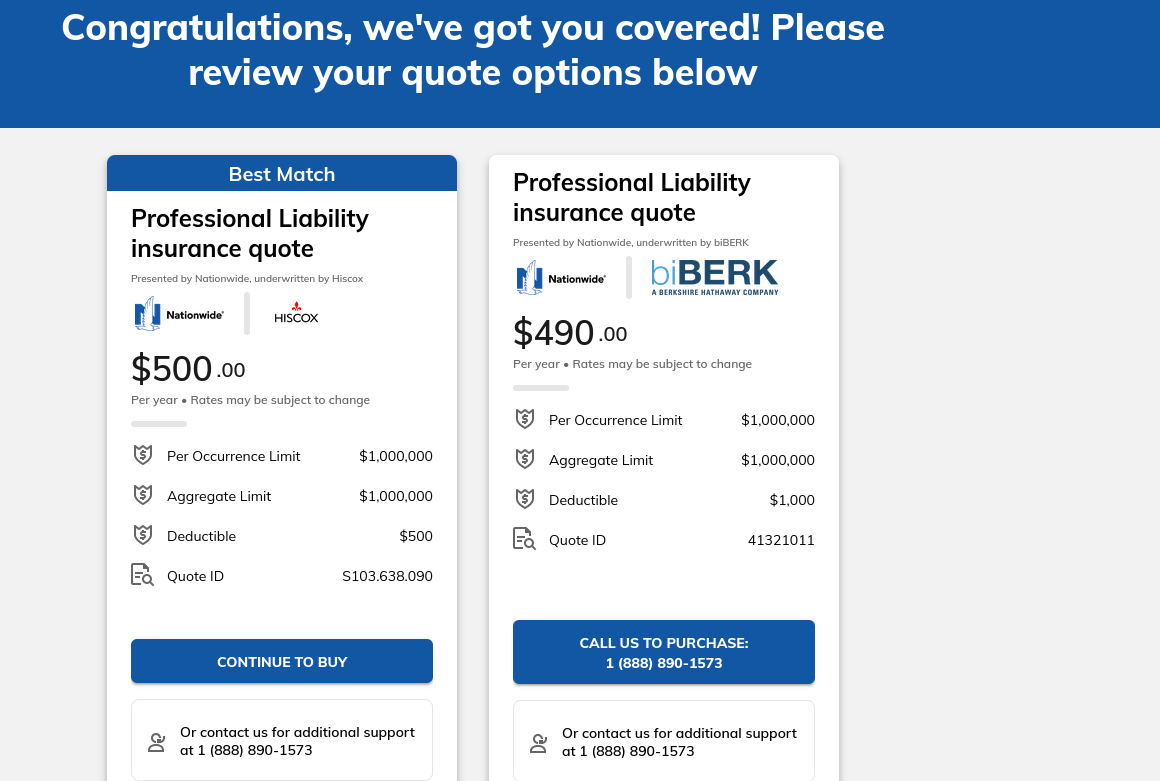 Congratulations, we've got you covered! Please
review your quote options below
Best Match
Professional Liability
insurance quote
Presented by Nationwide, underwritten by Hiscox
Nationwide®
HISCOX
$500.00
Per year • Rates may be subject to change
Per Occurrence Limit $1,000,000
Aggregate Limit $1,000,000
Deductible $500
Quote ID S103.638.090
CONTINUE TO BUY
Or contact us for additional support
at 1 (888) 890-1573
Professional Liability
insurance quote
Presented by Nationwide, underwritten by biBERK
Nationwide®
biBERK
A BERKSHIRE HATHAWAY COMPANY
$490.00
Per year • Rates may be subject to change
Per Occurrence Limit $1,000,000
Aggregate Limit $1,000,000
Deductible $1,000
Quote ID 41321011
CALL US TO PURCHASE:
1 (888) 890-1573
Or contact us for additional support
at 1 (888) 890-1573